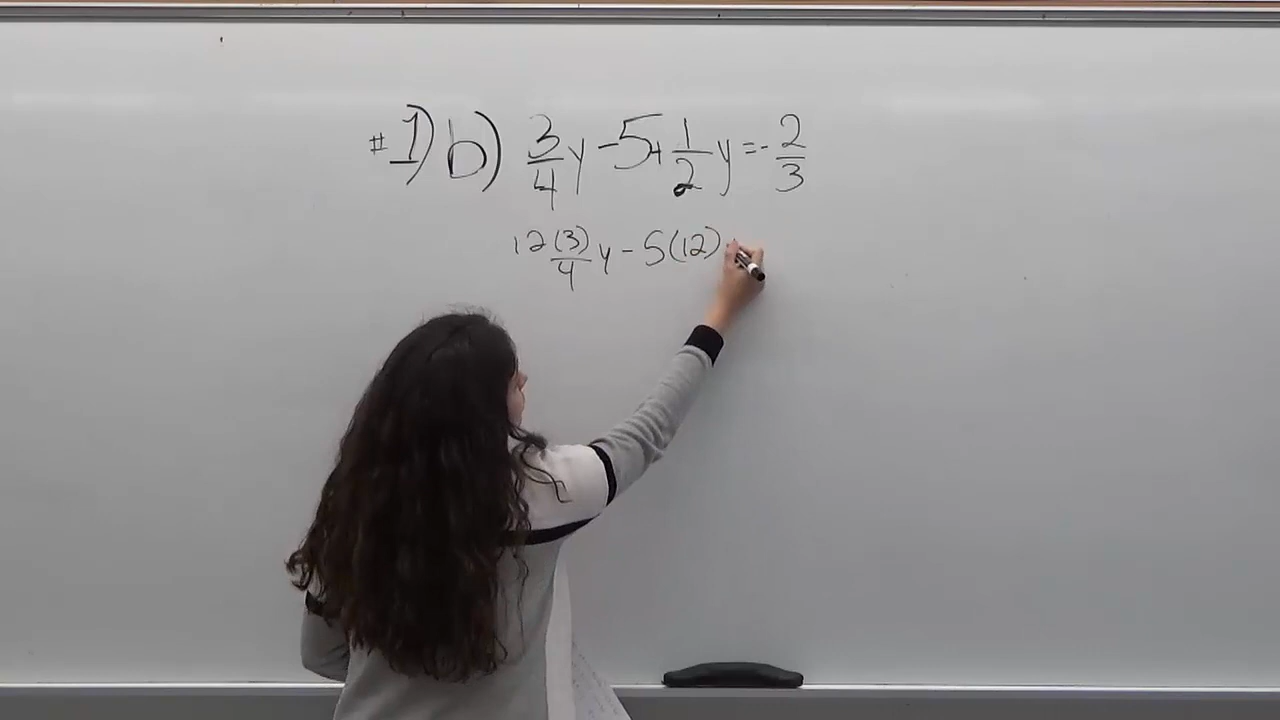 #1) b) 3/4 y - 5 + 1/2 y = - 2/3
12(3)/4 y - 5(12)